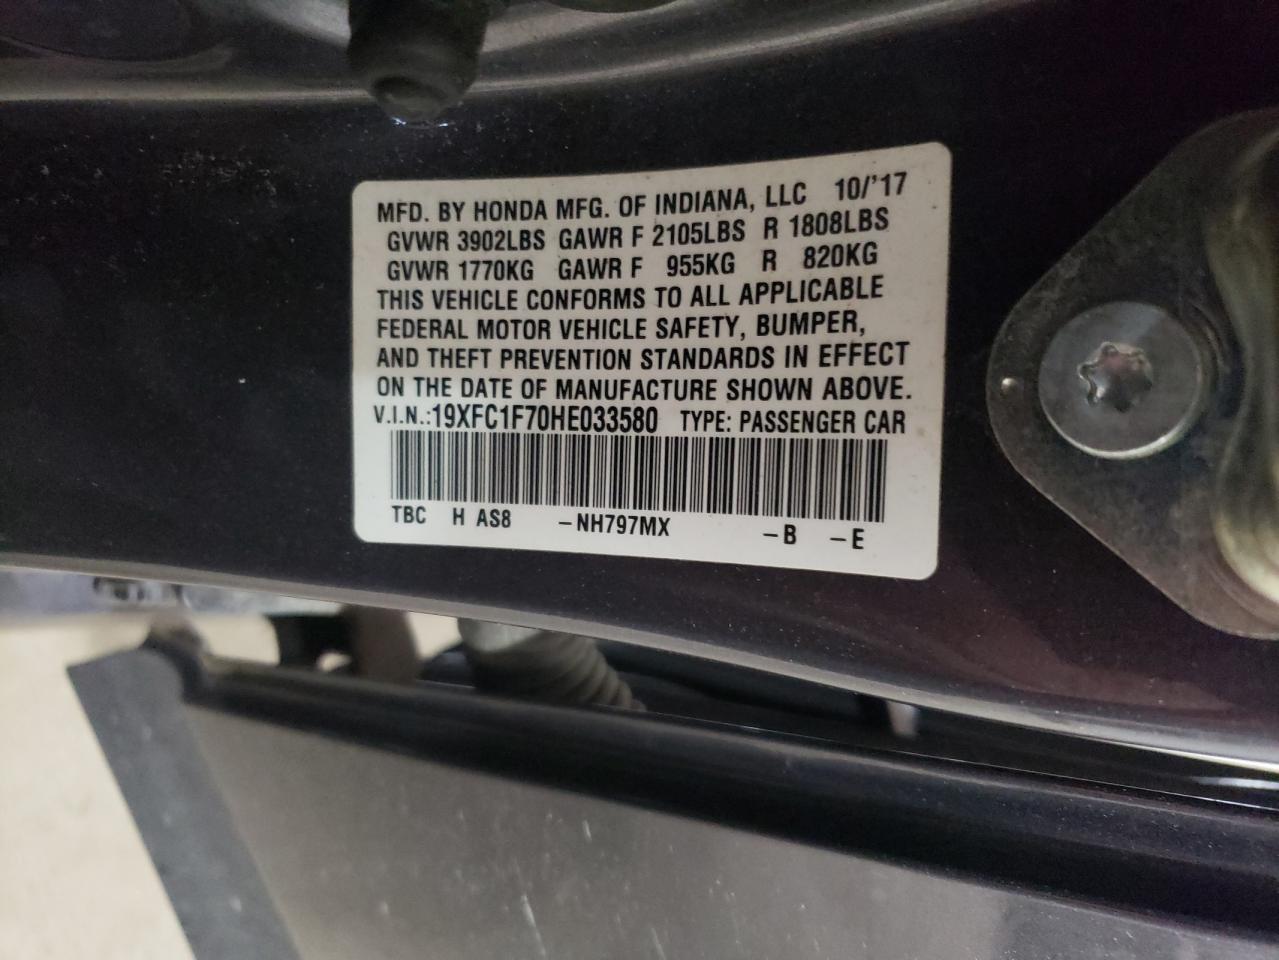 MFD. BY HONDA MFG. OF INDIANA, LLC 10/'17
GVWR 3902LBS GAWR F 2105LBS R 1808LBS
GVWR 1770KG GAWR F 955KG R 820KG
THIS VEHICLE CONFORMS TO ALL APPLICABLE
FEDERAL MOTOR VEHICLE SAFETY, BUMPER,
AND THEFT PREVENTION STANDARDS IN EFFECT
ON THE DATE OF MANUFACTURE SHOWN ABOVE.
V.I.N.:19XFC1F70HE033580 TYPE: PASSENGER CAR
TBC H AS8 -NH797MX -B -E